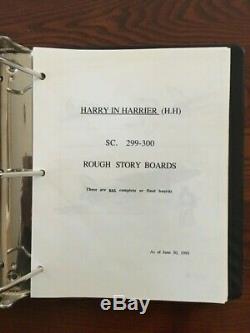 HARRY IN HARRIER (H.H)
SC. 299-300
ROUGH STORY BOARDS
These are not complete or final boards
As of June 30, 1993